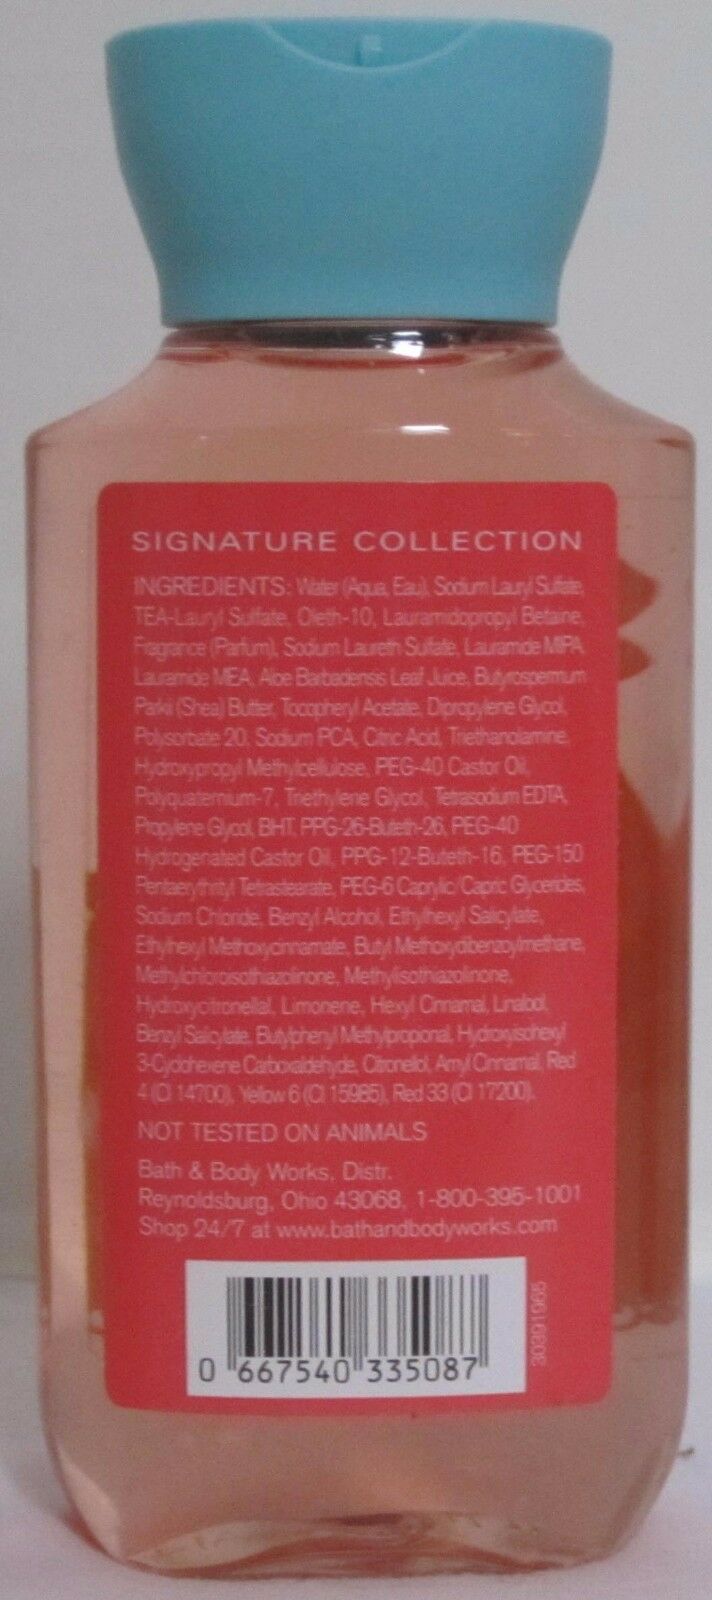 SIGNATURE COLLECTION
INGREDIENTS: Water (Aqua, Eau), Sodium Lauryl Sulfate,
TEA-Lauryl Sulfate, Oleth-10, Lauramidopropyl Betaine,
Fragrance (Parfum), Sodium Laureth Sulfate, Lauramide MIPA,
Lauramide MEA, Aloe Barbadensis Leaf Juice, Butyrospermum
Parkii (Shea) Butter, Tocopheryl Acetate, Dipropylene Glycol,
Polysorbate 20, Sodium PCA, Citric Acid, Triethanolamine,
Hydroxypropyl Methylcellulose, PEG-40 Castor Oil,
Polyquaternium-7, Triethylene Glycol, Tetrasodium EDTA,
Propylene Glycol, BHT, PPG-26-Buteth-26, PEG-40
Hydrogenated Castor Oil, PPG-12-Buteth-16, PEG-150
Pentaerythrityl Tetrastearate, PEG-6 Caprylic/Capric Glycerides,
Sodium Chloride, Benzyl Alcohol, Ethylhexyl Salicylate,
Ethylhexyl Methoxycinnamate, Butyl Methoxydibenzoylmethane,
Methylchloroisothiazolinone, Methylisothiazolinone,
Hydroxycitronellal, Limonene, Hexyl Cinnamal, Linalool,
Benzyl Salicylate, Butylphenyl Methylpropional, Hydroxyisohexyl
3-Cyclohexene Carboxaldehyde, Citronellol, Amyl Cinnamal, Red
4 (CI 14700), Yellow 6 (CI 15985), Red 33 (CI 17200).
NOT TESTED ON ANIMALS
Bath & Body Works, Distr.
Reynoldsburg, Ohio 43068, 1-800-395-1001
Shop 24/7 at www.bathandbodyworks.com
0 667540 335087
30391965